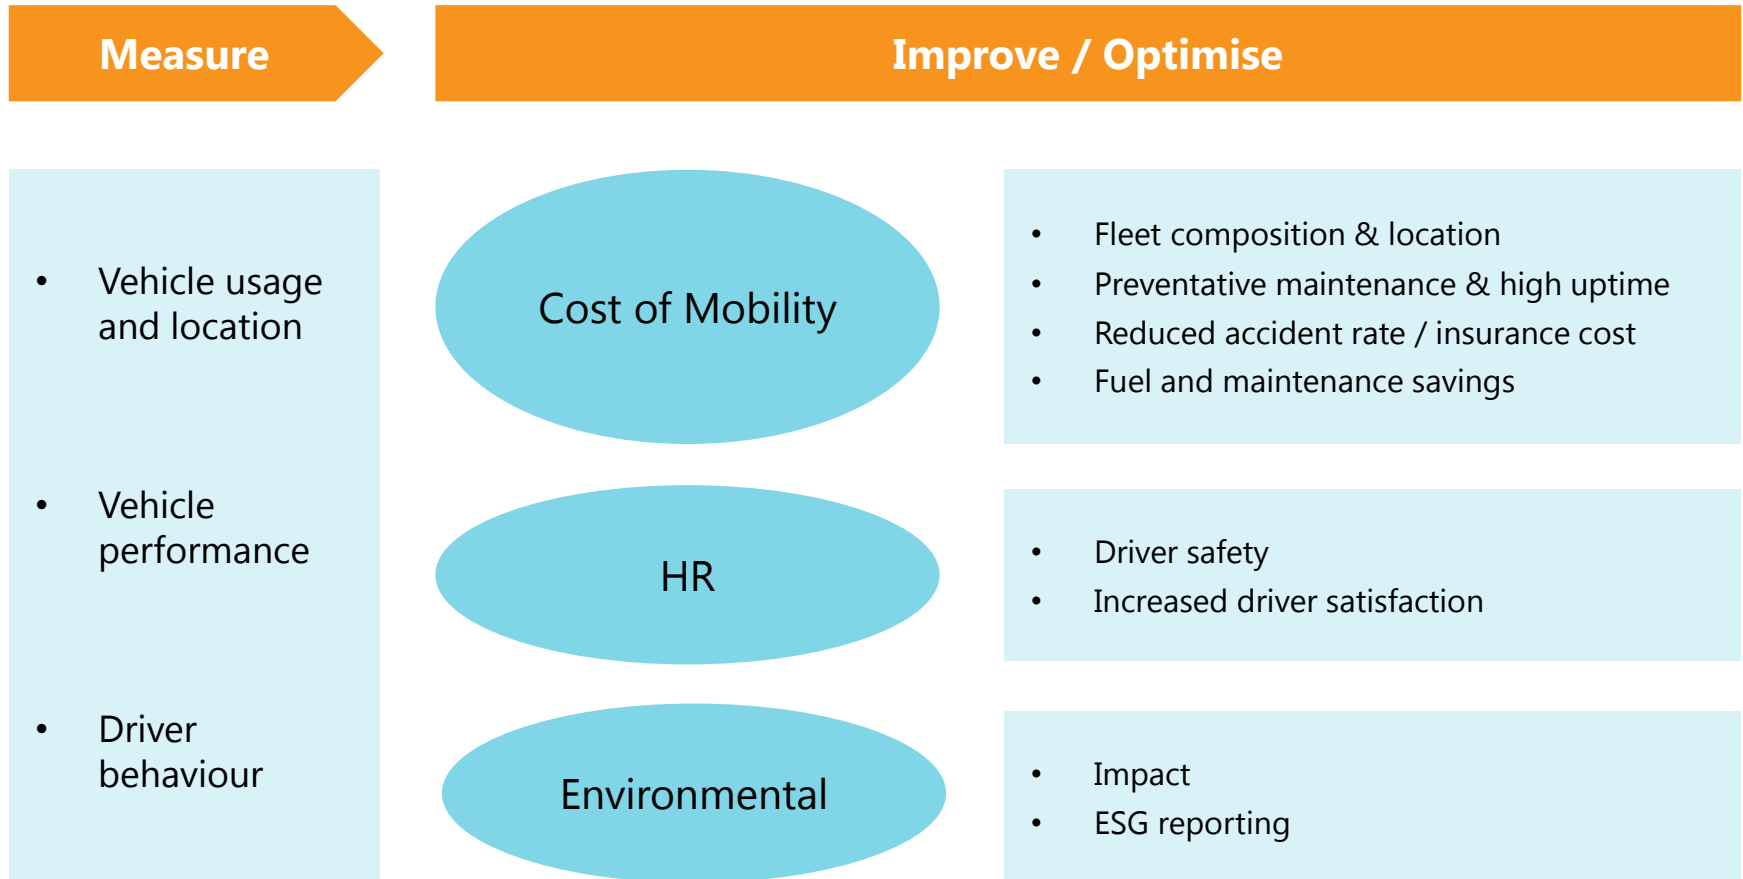 Measure
Improve / Optimise
• Vehicle usage
and location
• Vehicle
performance
• Driver
behaviour
Cost of Mobility
• Fleet composition & location
• Preventative maintenance & high uptime
• Reduced accident rate / insurance cost
• Fuel and maintenance savings
HR
• Driver safety
• Increased driver satisfaction
Environmental
• Impact
• ESG reporting